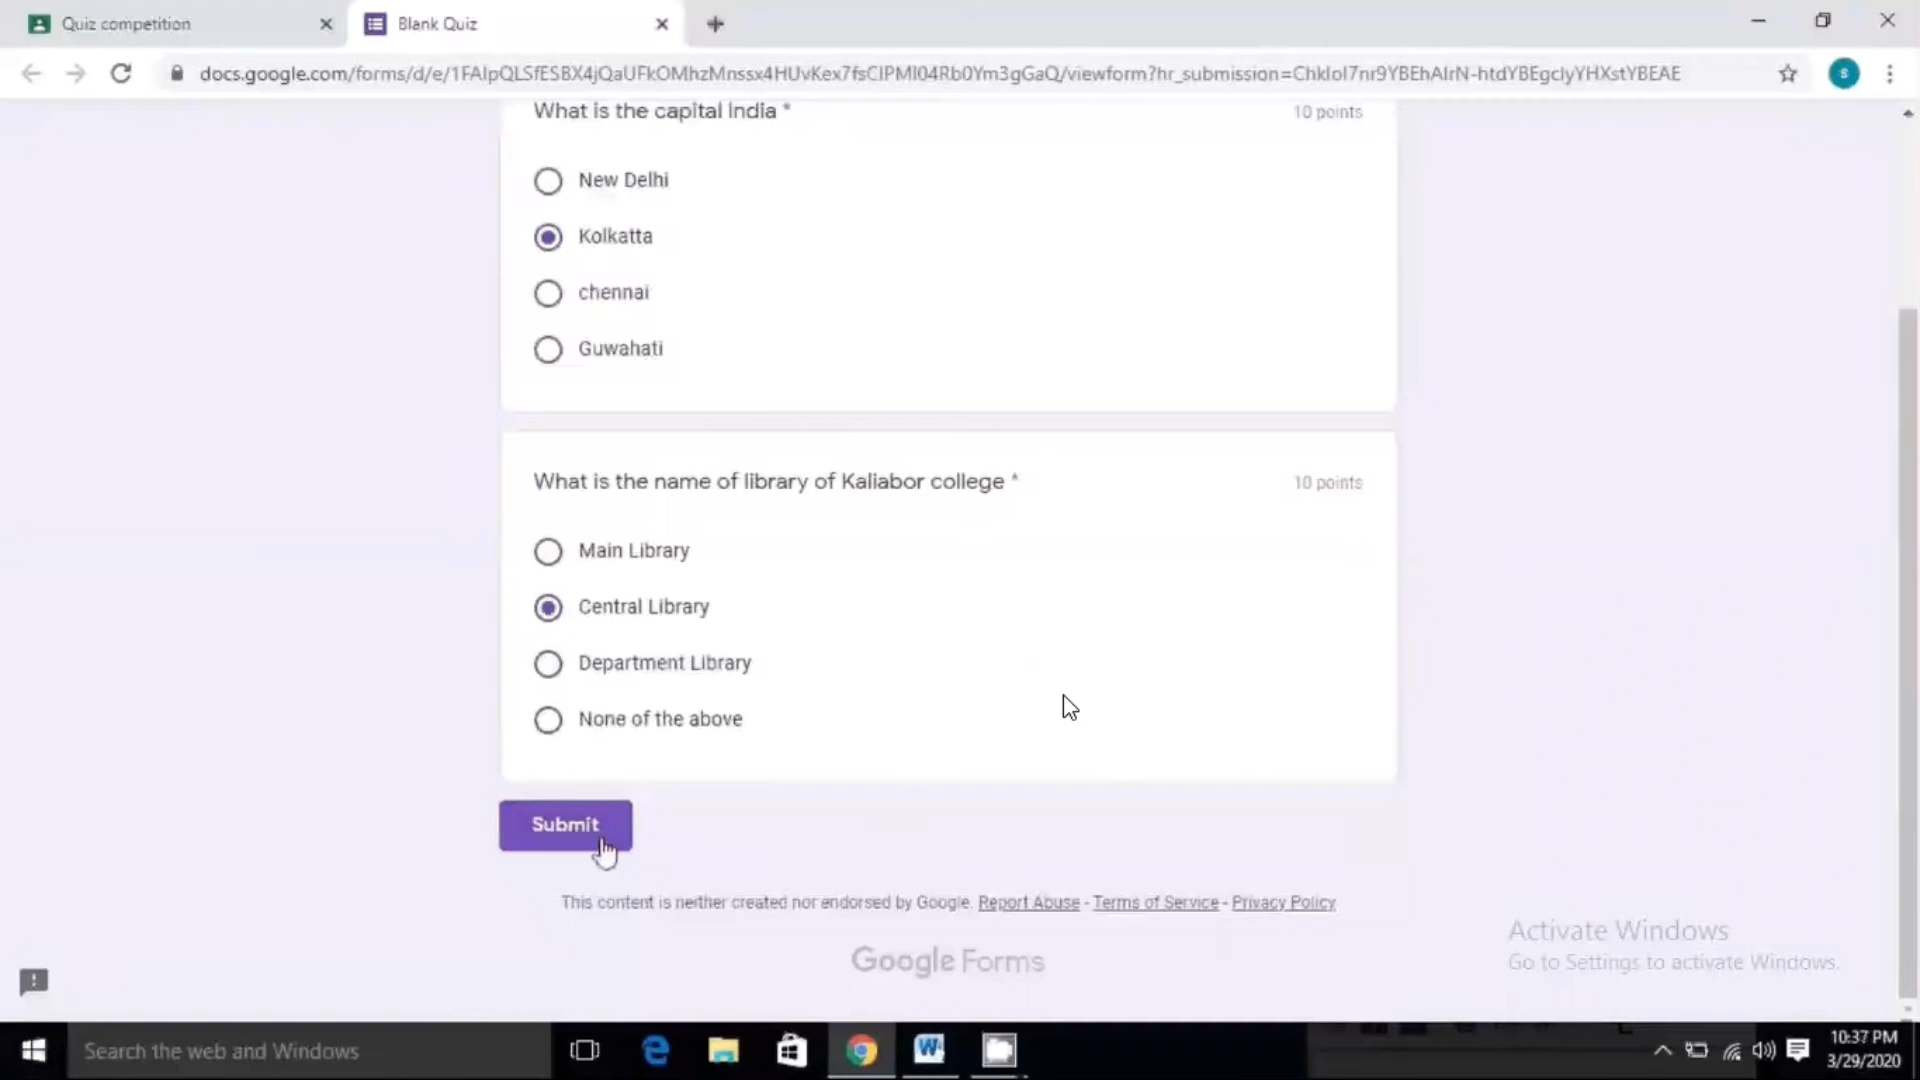 Quiz competition
Blank Quiz
docs.google.com/forms/d/e/1FAIpQLSfESBX4jQaUFkOMhzMnssx4HUvKex7fsCIPMI04Rb0Ym3gGaQ/viewform?hr_submission=ChkIoI7nr9YBEhAIrN-htdYBEgcIyYHXstYBEAE
S
What is the capital India *
10 points
New Delhi
Kolkatta
chennai
Guwahati
What is the name of library of Kaliabor college *
10 points
Main Library
Central Library
Department Library
None of the above
Submit
This content is neither created nor endorsed by Google. Report Abuse - Terms of Service - Privacy Policy
Google Forms
Activate Windows
Go to Settings to activate Windows.
Search the web and Windows
10:37 PM
3/29/2020